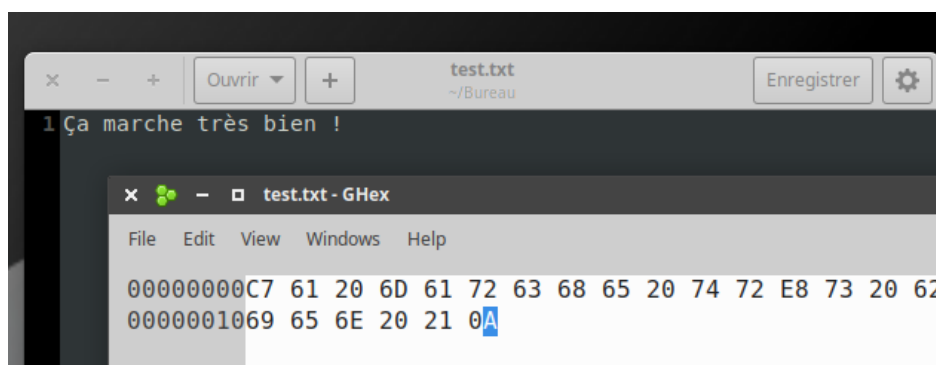 × − + Ouvrir + test.txt Enregistrer
~/Bureau
1 Ça marche très bien !
test.txt - GHex
File Edit View Windows Help
00000000C7 61 20 6D 61 72 63 68 65 20 74 72 E8 73 20 62
0000001069 65 6E 20 21 0A